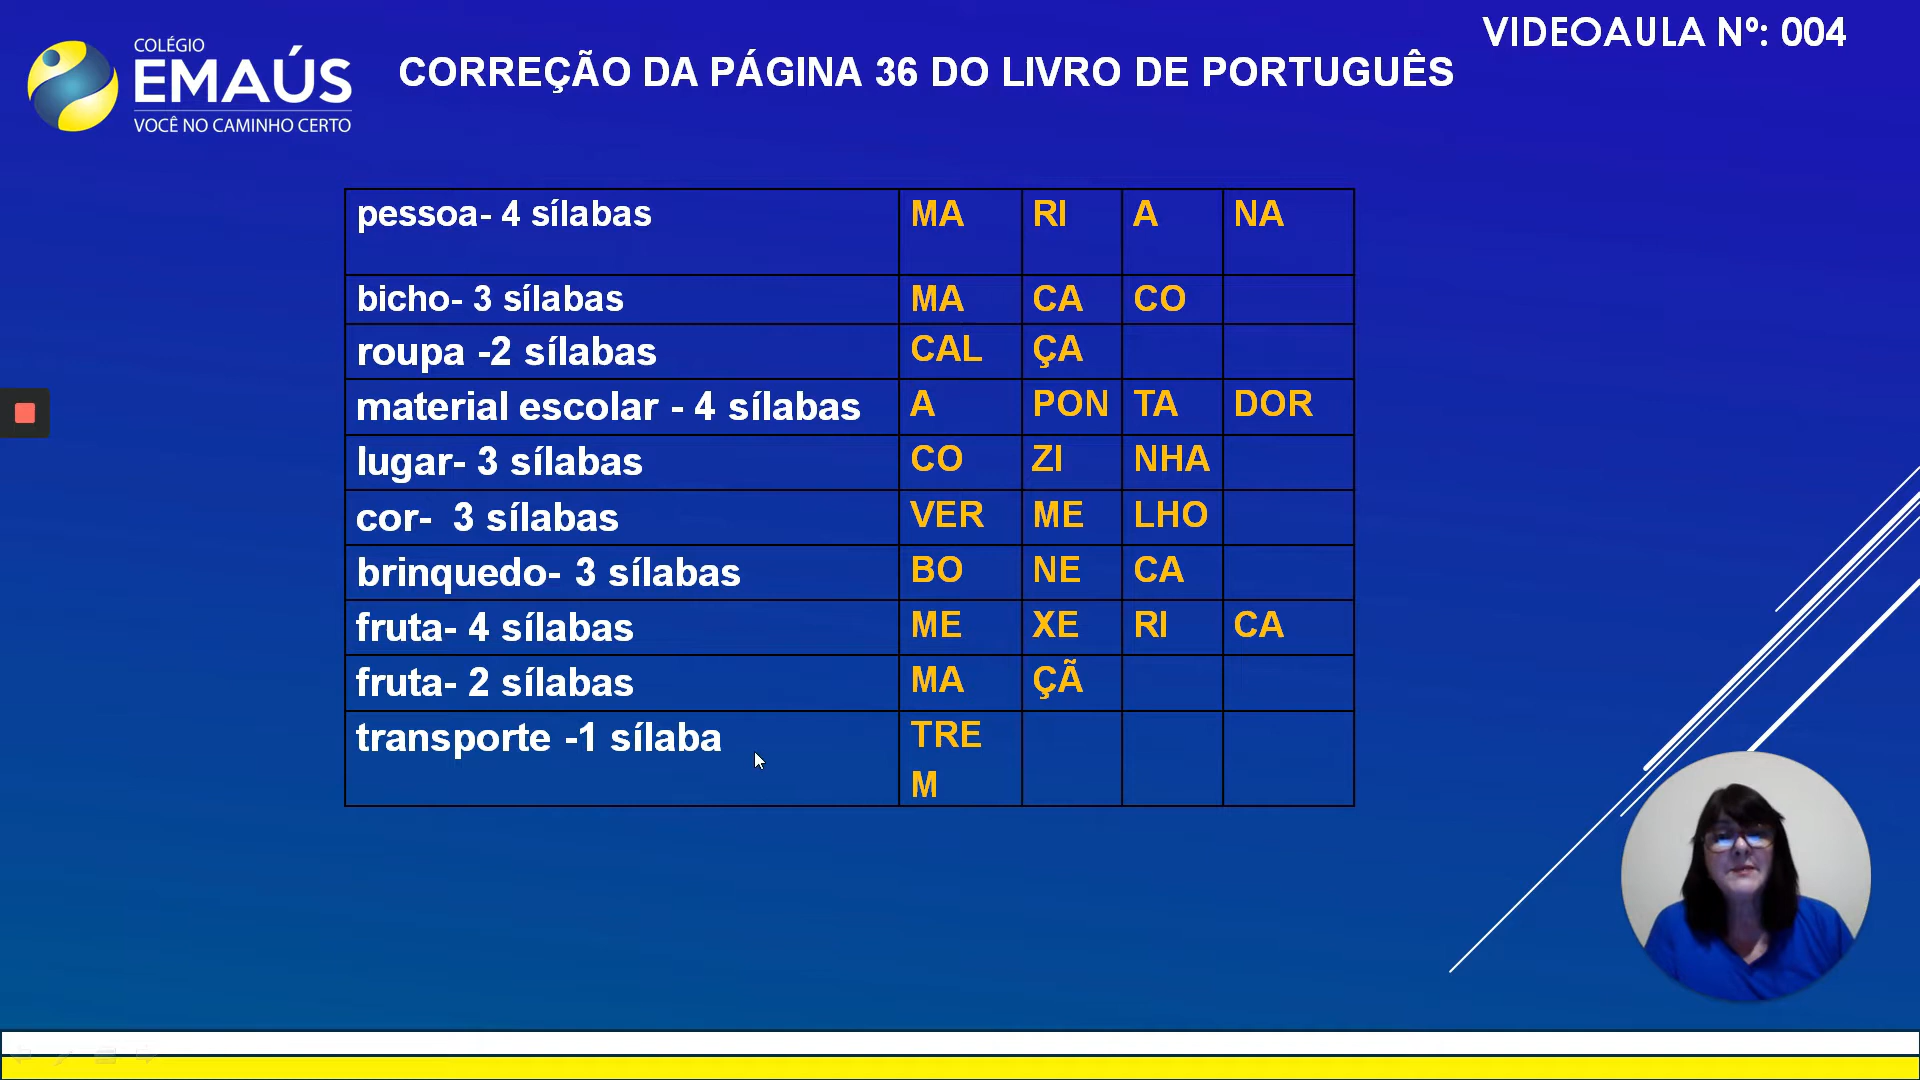 VIDEOAULA Nº: 004
COLÉGIO
EMAÚS
VOCÊ NO CAMINHO CERTO
CORREÇÃO DA PÁGINA 36 DO LIVRO DE PORTUGUÊS
pessoa- 4 sílabas MA RI A NA
bicho- 3 sílabas MA CA CO
roupa -2 sílabas CAL ÇA
material escolar - 4 sílabas A PON TA DOR
lugar- 3 sílabas CO ZI NHA
cor-  3 sílabas VER ME LHO
brinquedo- 3 sílabas BO NE CA
fruta- 4 sílabas ME XE RI CA
fruta- 2 sílabas MA ÇÃ
transporte -1 sílaba TRE
M